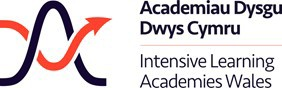 Academiau Dysgu
Dwys Cymru
Intensive Learning
Academies Wales